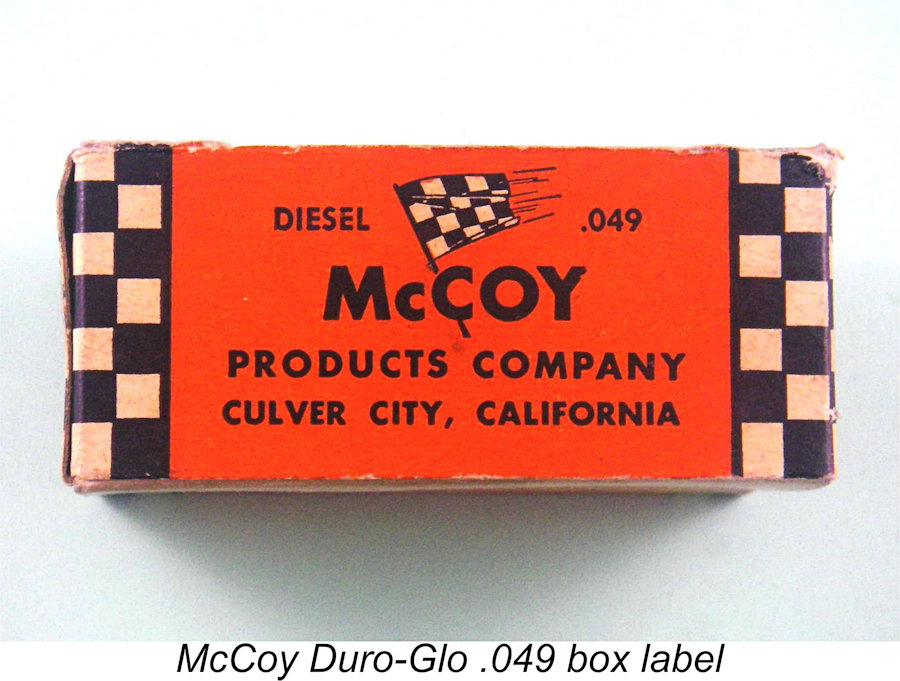 DIESEL .049
McCOY
PRODUCTS COMPANY
CULVER CITY, CALIFORNIA
McCoy Duro-Glo .049 box label